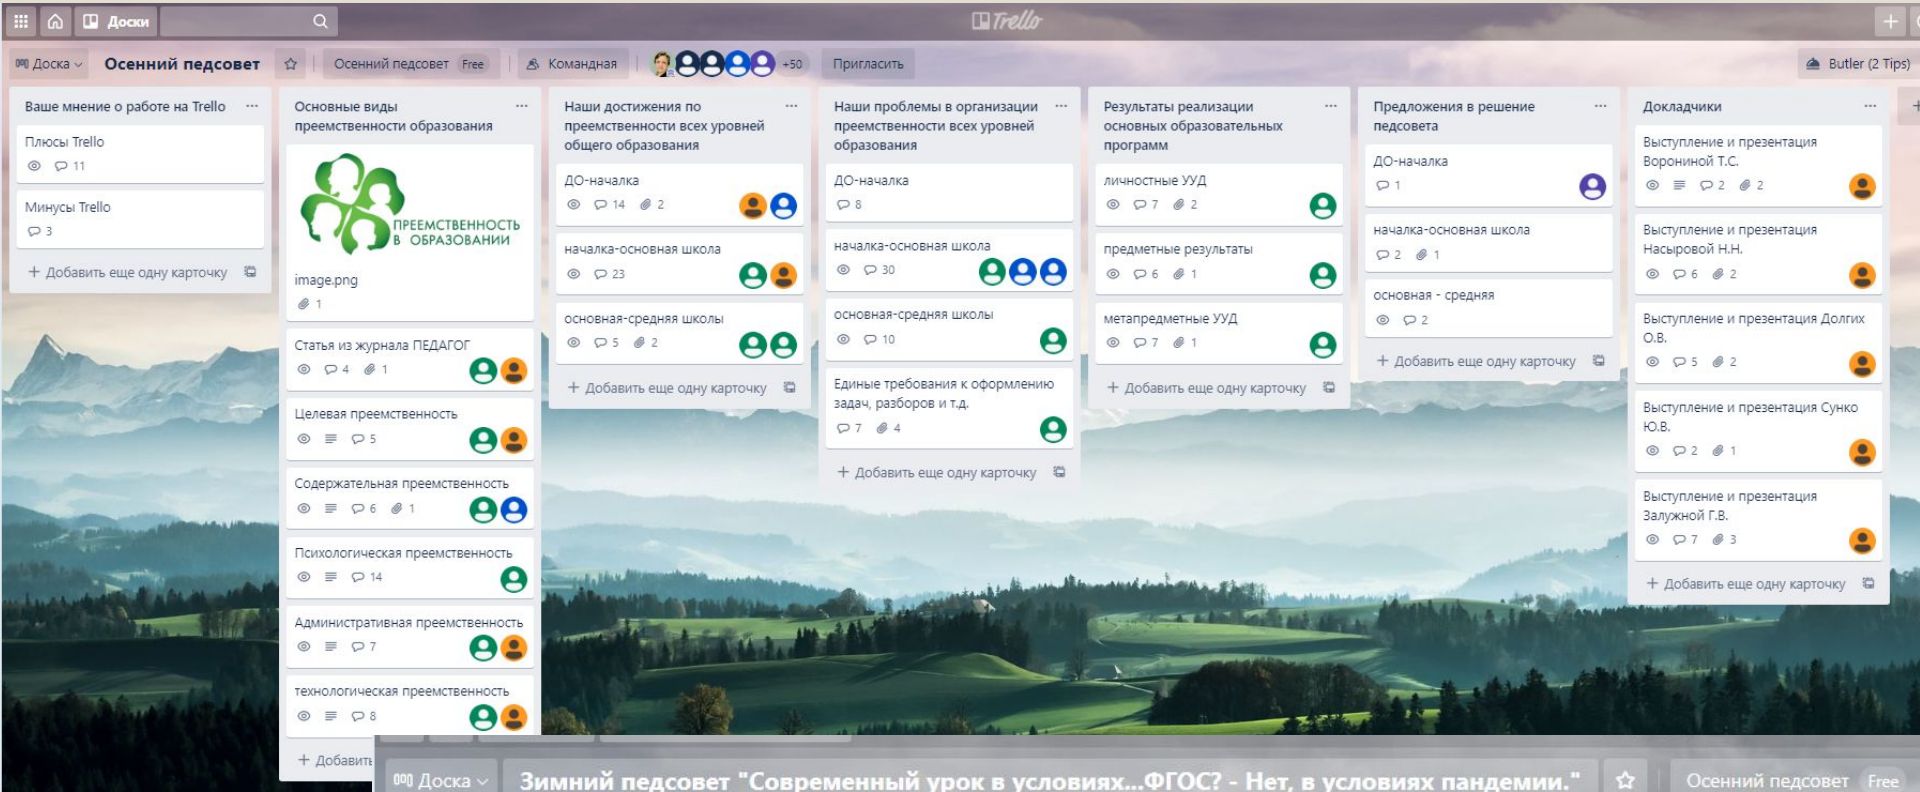 Доски
Trello
Доска
Осенний педсовет
Осенний педсовет Free
Командная
+50
Пригласить
Butler (2 Tips)
Ваше мнение о работе на Trello
Плюсы Trello
11
Минусы Trello
3
+ Добавить еще одну карточку
Основные виды
преемственности образования
ПРЕЕМСТВЕННОСТЬ
В ОБРАЗОВАНИИ
image.png
1
Статья из журнала ПЕДАГОГ
4 1
Целевая преемственность
5
Содержательная преемственность
6 1
Психологическая преемственность
14
Административная преемственность
7
технологическая преемственность
8
+ Добавить
Наши достижения по
преемственности всех уровней
общего образования
ДО-началка
14 2
началка-основная школа
23
основная-средняя школы
5 2
+ Добавить еще одну карточку
Наши проблемы в организации
преемственности всех уровней
образования
ДО-началка
8
началка-основная школа
30
основная-средняя школы
10
Единые требования к оформлению
задач, разборов и т.д.
7 4
+ Добавить еще одну карточку
Результаты реализации
основных образовательных
программ
личностные УУД
7 2
предметные результаты
6 1
метапредметные УУД
7 1
+ Добавить еще одну карточку
Предложения в решение
педсовета
ДО-началка
1
началка-основная школа
2 1
основная - средняя
2
+ Добавить еще одну карточку
Докладчики
Выступление и презентация
Ворониной Т.С.
2 2
Выступление и презентация
Насыровой Н.Н.
6 2
Выступление и презентация Долгих
О.В.
5 2
Выступление и презентация Сунко
Ю.В.
2 1
Выступление и презентация
Залужной Г.В.
7 3
+ Добавить еще одну карточку
Доска
Зимний педсовет "Современный урок в условиях...ФГОС? - Нет, в условиях пандемии."
Осенний педсовет Free